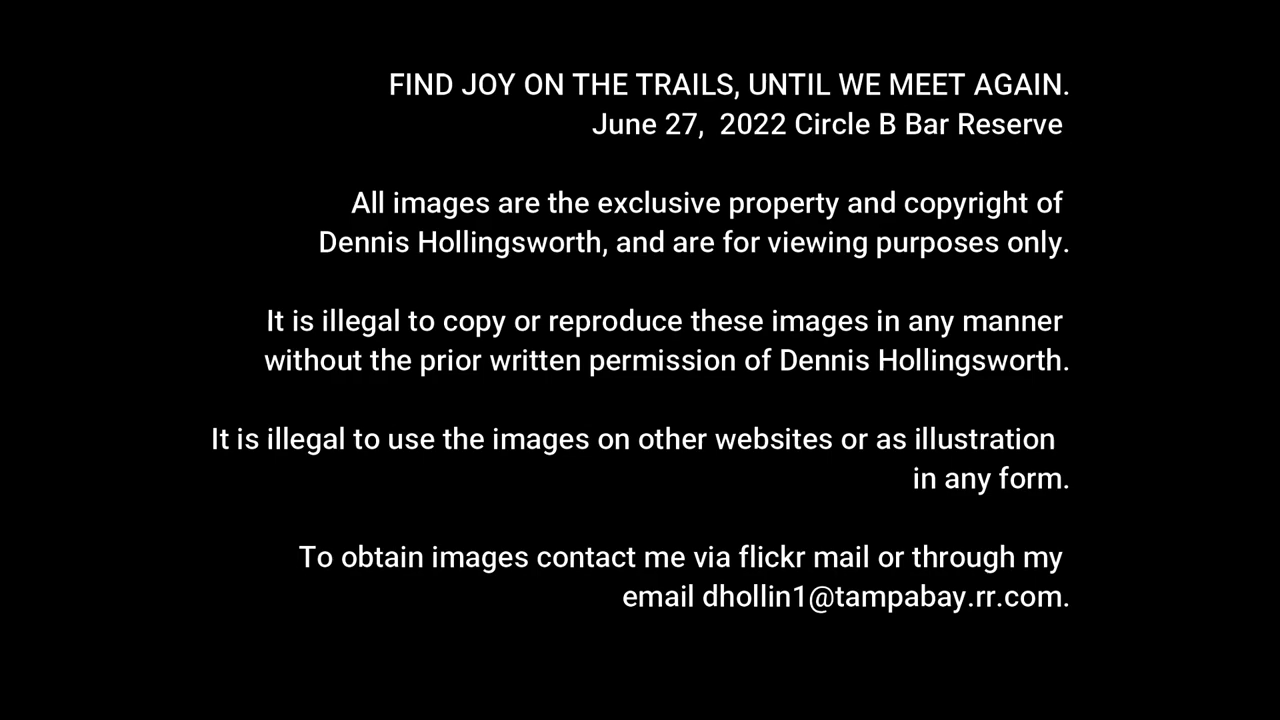 FIND JOY ON THE TRAILS, UNTIL WE MEET AGAIN.
June 27,  2022 Circle B Bar Reserve
All images are the exclusive property and copyright of
Dennis Hollingsworth, and are for viewing purposes only.
It is illegal to copy or reproduce these images in any manner
without the prior written permission of Dennis Hollingsworth.
It is illegal to use the images on other websites or as illustration
in any form.
To obtain images contact me via flickr mail or through my
email dhollin1@tampabay.rr.com.